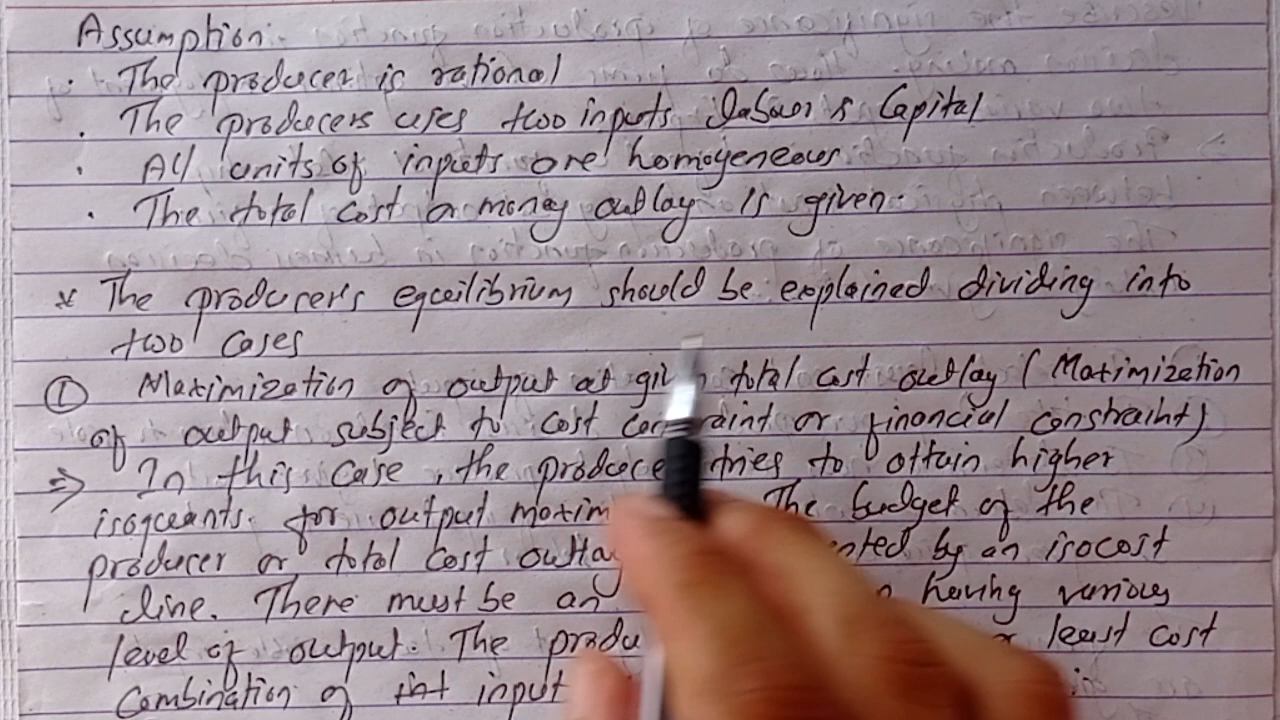 Assumption.
. The producer is rational
. The producers uses two inputs labour & Capital
. All units of inputs are homogeneous
. The total cost or money outlay is given.
* The producer's equilibrium should be explained dividing into
two cases
① Maximization of output at given total cost outlay (Maximization
of output subject to cost constraint or financial constraint)
⇒ In this case, the producer tries to attain higher
isoquants. for output The budget of the
producer or total cost by an isocost
line. There must be an having various
level of output. The least cost
Combination of that input